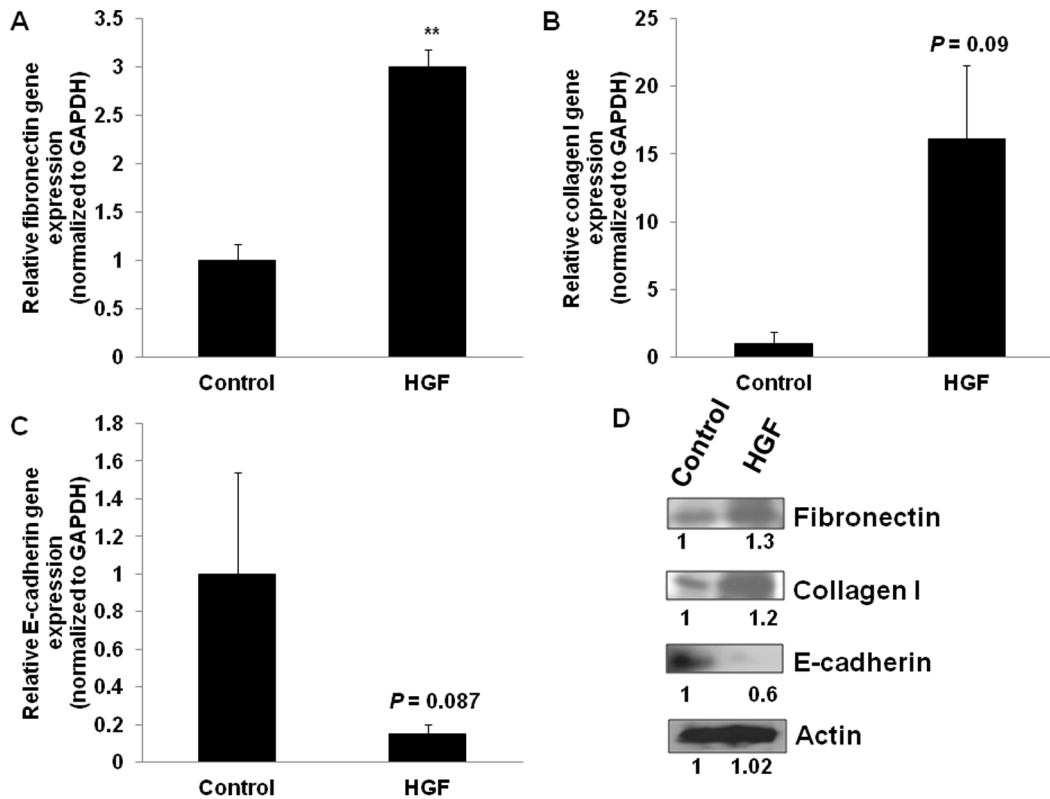 A
Relative fibronectin gene
expression
(normalized to GAPDH)
3.5
3
2.5
2
1.5
1
0.5
0
**
Control
HGF
B
Relative collagen I gene
expression
(normalized to GAPDH)
25
20
15
10
5
0
P = 0.09
Control
HGF
C
Relative E-cadherin gene
expression
(normalized to GAPDH)
1.8
1.6
1.4
1.2
1
0.8
0.6
0.4
0.2
0
P = 0.087
Control
HGF
D
Control
HGF
Fibronectin
1 1.3
Collagen I
1 1.2
E-cadherin
1 0.6
Actin
1 1.02